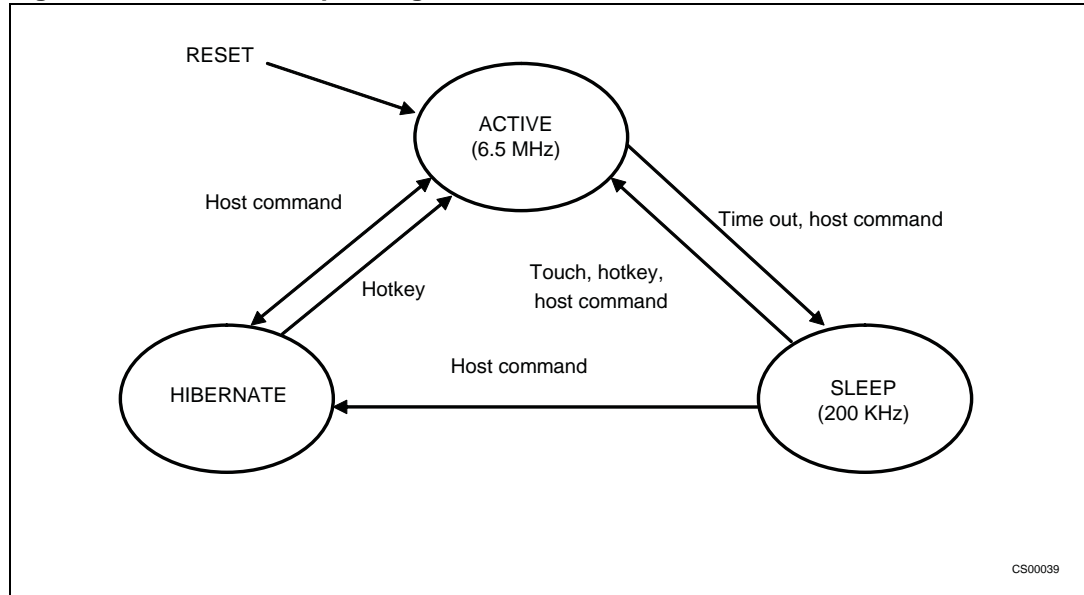 RESET
ACTIVE
(6.5 MHz)
Host command
Time out, host command
Touch, hotkey,
host command
Hotkey
Host command
HIBERNATE
SLEEP
(200 KHz)
CS00039